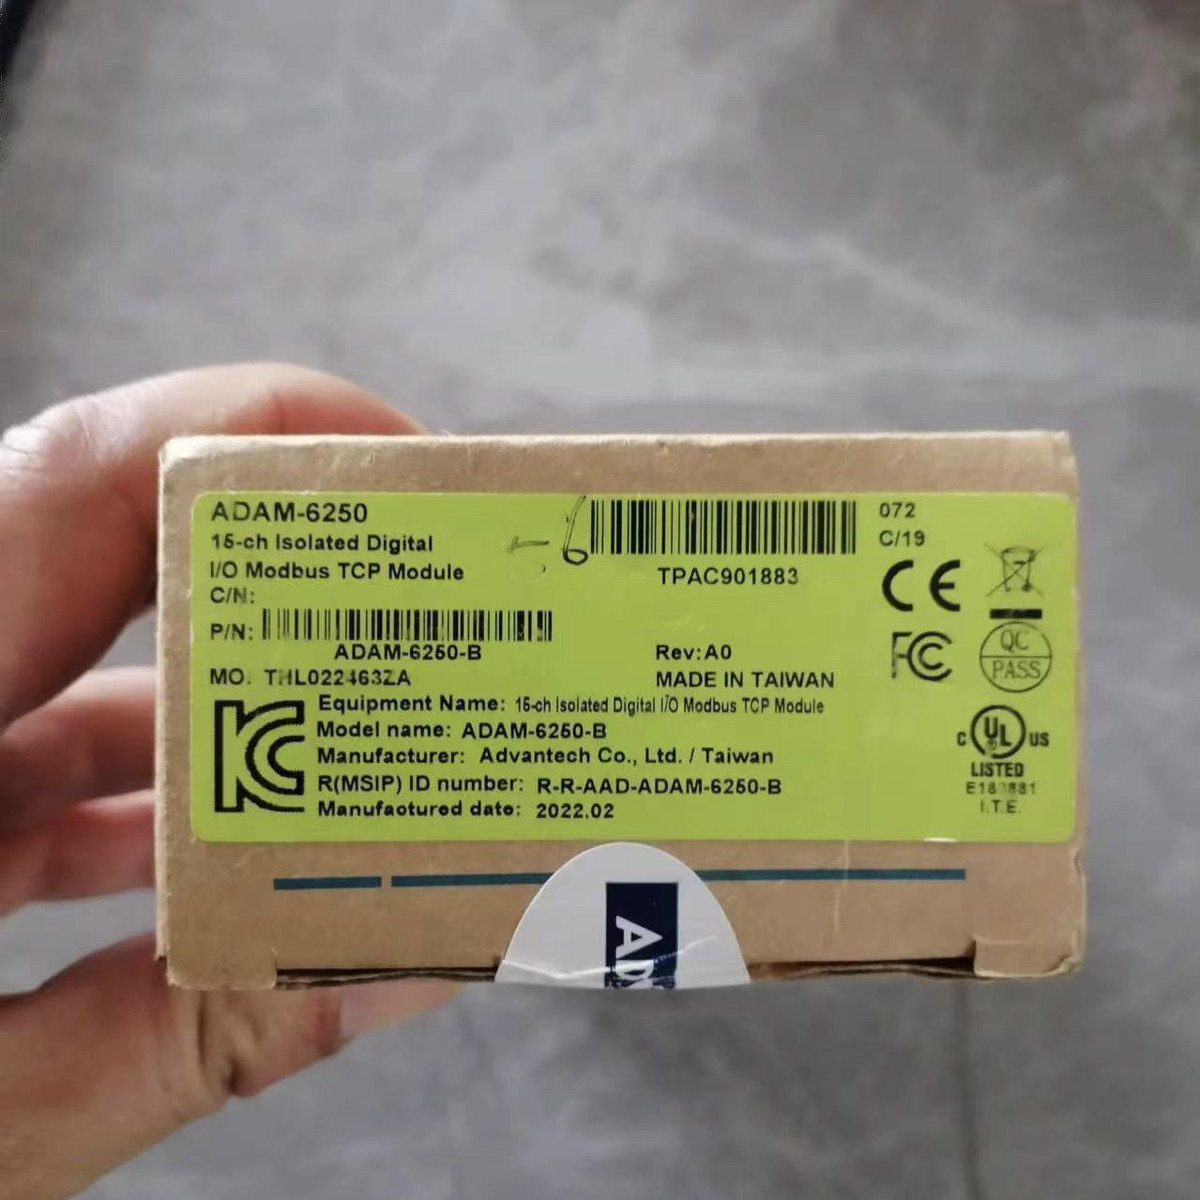 ADAM-6250
15-ch Isolated Digital
I/O Modbus TCP Module
C/N:
P/N:
ADAM-6250-B
MO. THL022463ZA
-6
TPAC901883
Rev:A0
MADE IN TAIWAN
072
C/19
CE
FC
QC
PASS
C UL US
LISTED
I.T.E.
KC
Equipment Name: 15-ch Isolated Digital I/O Modbus TCP Module
Model name: ADAM-6250-B
Manufacturer: Advantech Co., Ltd. / Taiwan
R(MSIP) ID number: R-R-AAD-ADAM-6250-B
Manufactured date: 2022.02